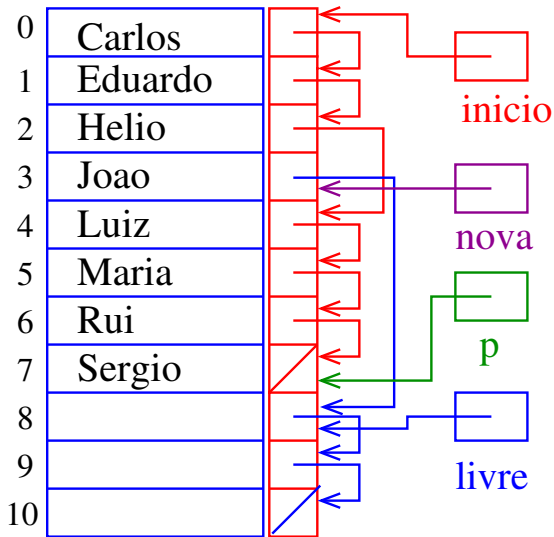 0 Carlos
1 Eduardo
inicio
2 Helio
3 Joao
4 Luiz
nova
5 Maria
6 Rui
p
7 Sergio
8
9
livre
10